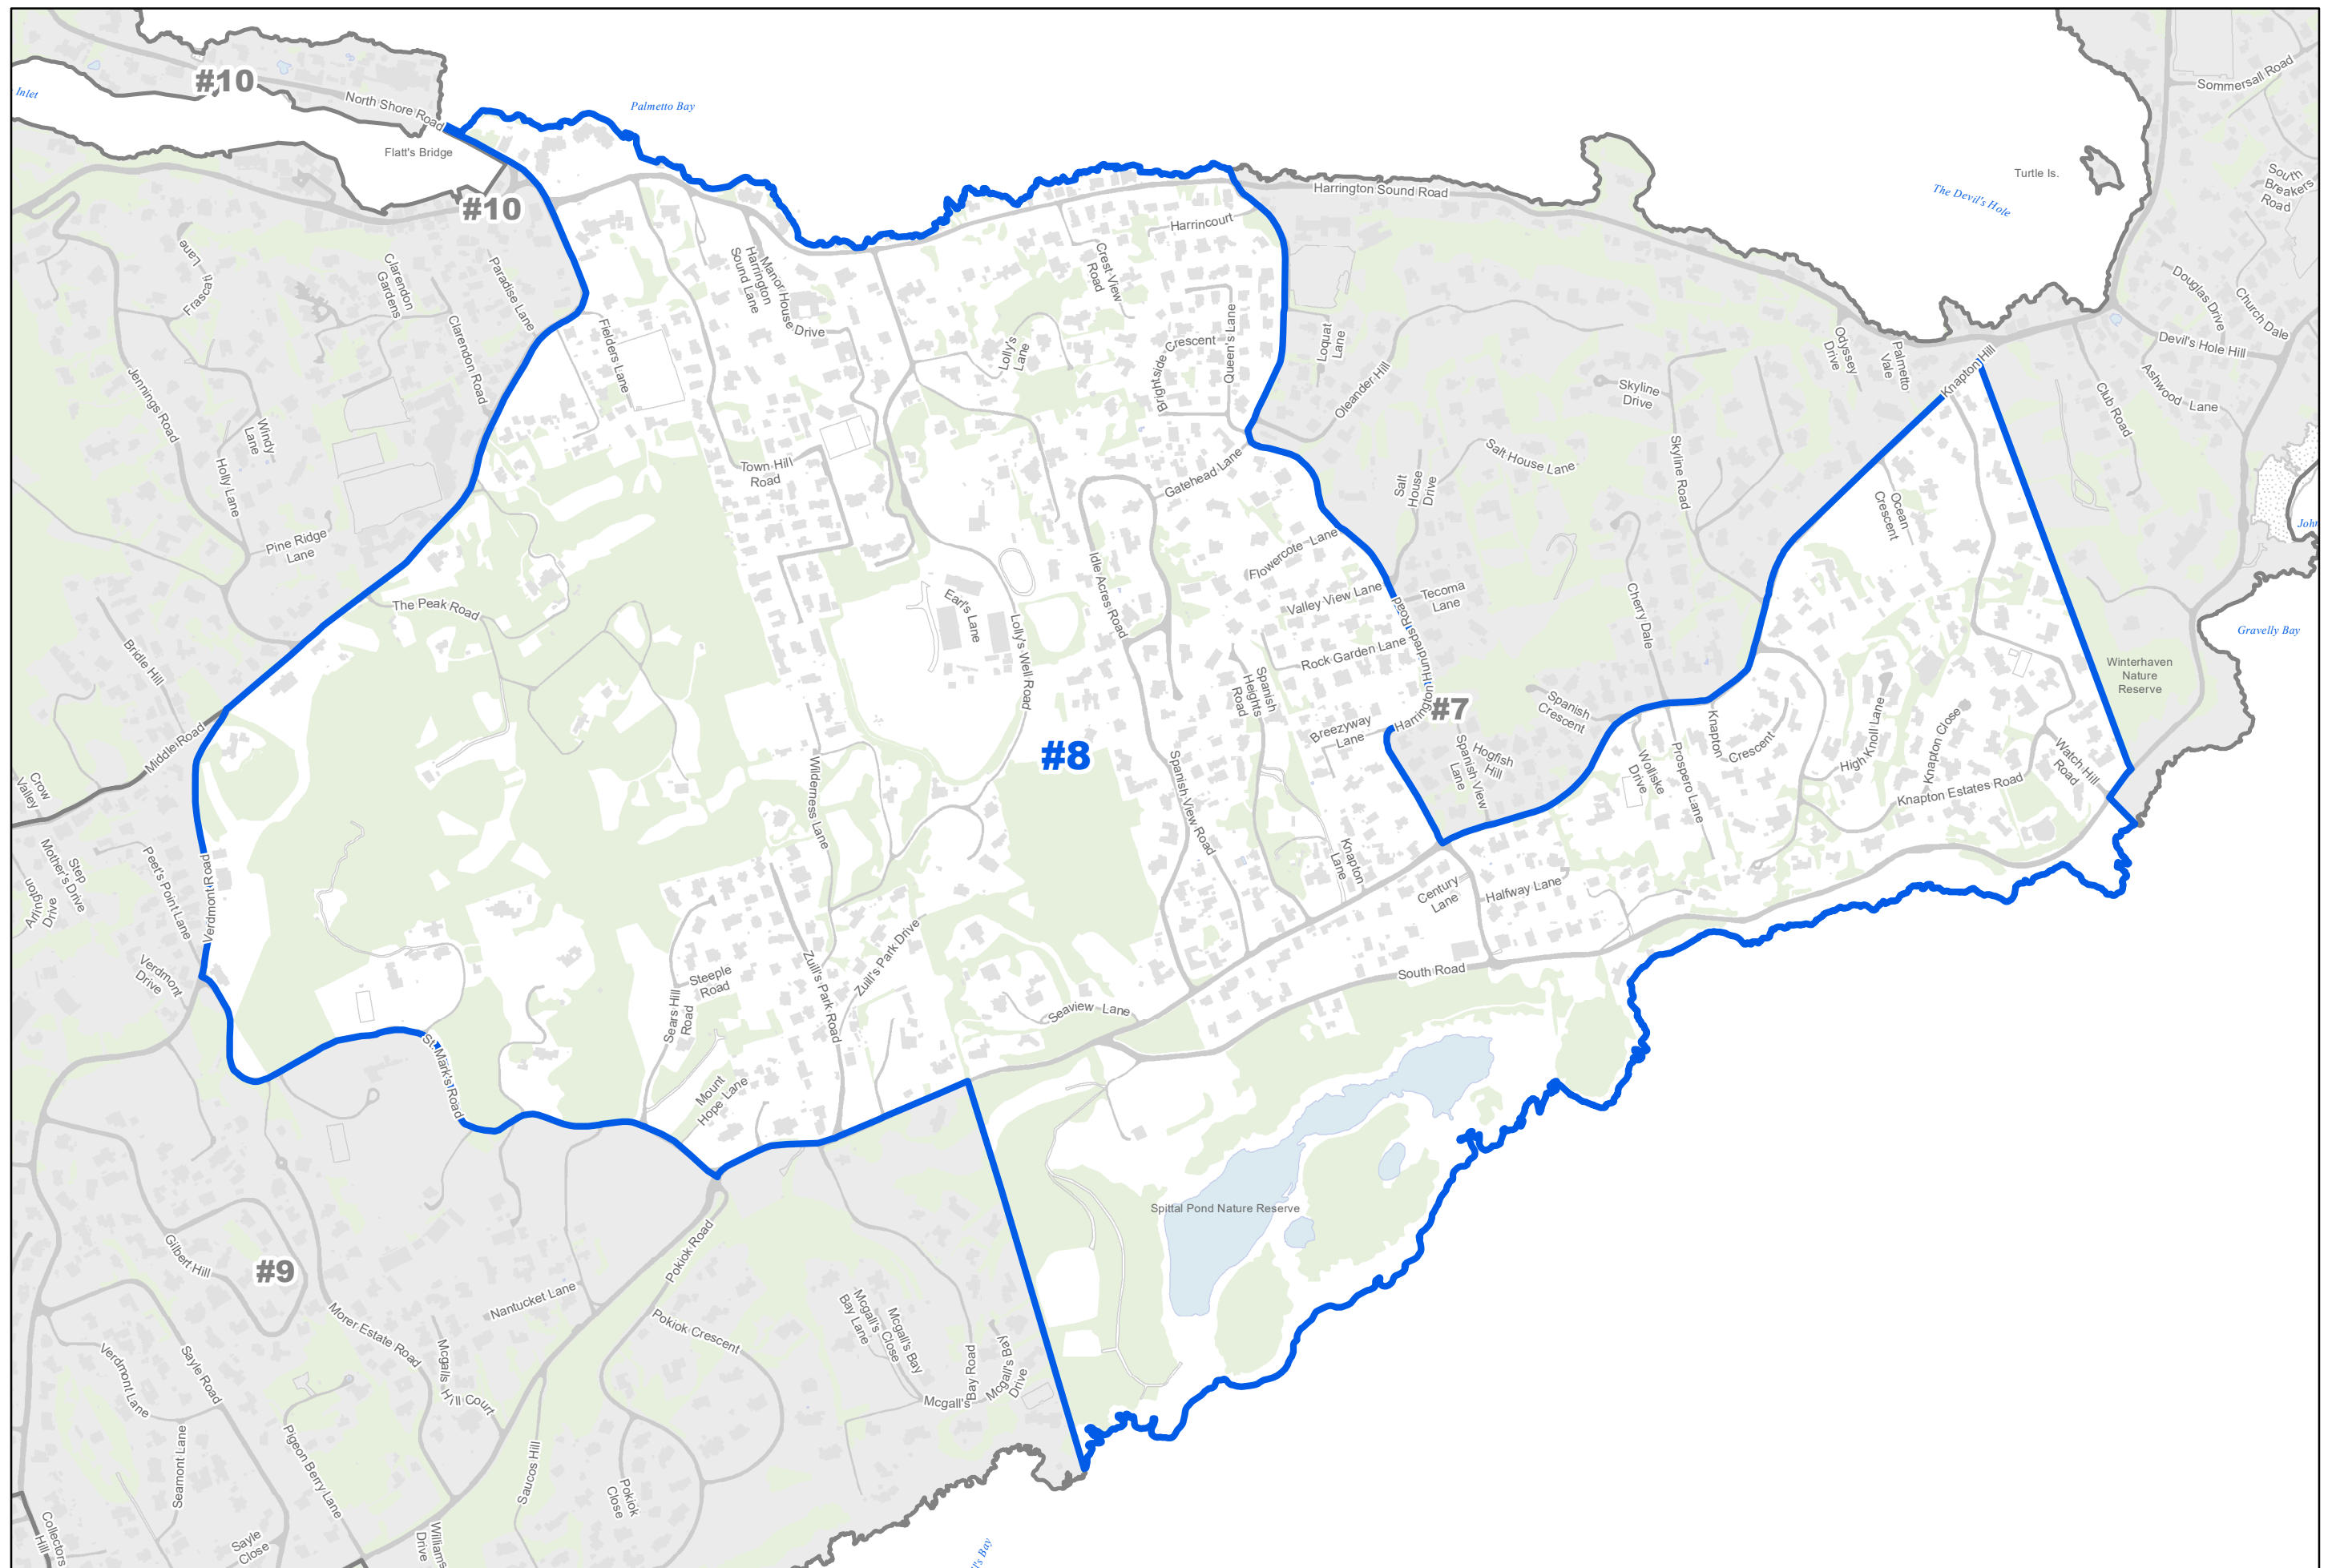 #10
Inlet
North Shore Road
Palmetto Bay
Flatt's Bridge
#10
Sommersall Road
Turtle Is.
The Devil's Hole
South
Breakers
Road
Harrington Sound Road
Harrincourt
Frascati Lane
Clarendon
Gardens
Paradise Lane
Clarendon Road
Fielders Lane
Harrington
Sound Lane
Manor House Drive
Crest View
Road
Lolly's
Lane
Brightside Crescent
Queen's Lane
Loquat
Lane
Oleander Hill
Skyline
Drive
Odyssey
Drive
Palmetto
Vale
Knapton Hill
Douglas Drive
Church Dale
Devil's Hole Hill
Ashwood Lane
Club Road
Jennings Road
Windy
Lane
Holly Lane
Pine Ridge
Lane
Town Hill
Road
Gatehead Lane
Salt
House
Drive
Salt House Lane
Skyline Road
Ocean
Crescent
The Peak Road
Bridle Hill
Middle Road
Earl's Lane
Lolly's Well Road
Idle Acres Road
Flowercote Lane
Valley View Lane
Rock Garden Lane
Tecoma
Lane
Harrington Hundreds Road
Cherry Dale
Gravelly Bay
Winterhaven
Nature
Reserve
#7
#8
Spanish
Heights
Road
Breezyway
Lane
Spanish
Crescent
Hogfish
Hill
Spanish View
Lane
Wolliske
Drive
Prospero Lane
Knapton
Crescent
High Knoll Lane
Knapton Close
Knapton Estates Road
Watch Hill
Road
Crow
Valley
Step
Mother's Drive
Arlington
Drive
Peet's Point Lane
Verdmont Road
Verdmont
Drive
Wilderness Lane
Spanish View Road
Knapton
Lane
Century
Lane
Halfway Lane
South Road
Steeple
Road
Sears Hill
Road
Zuill's Park Road
Zuill's Park Drive
Seaview Lane
St. Mark's Road
Mount
Hope Lane
Spittal Pond Nature Reserve
#9
Gilbert Hill
Pokiok Road
Nantucket Lane
Morer Estate Road
Mcgalls Hill Court
Pokiok Crescent
Mcgall's
Bay Lane
Mcgall's Bay
Close
Mcgall's
Bay Road
Mcgall's Bay
Drive
Verdmont Lane
Sayle Road
Seamont Lane
Pigeon Berry Lane
Saucos Hill
Pokiok
Close
Collectors
Hill
Sayle
Close
Williams
Drive